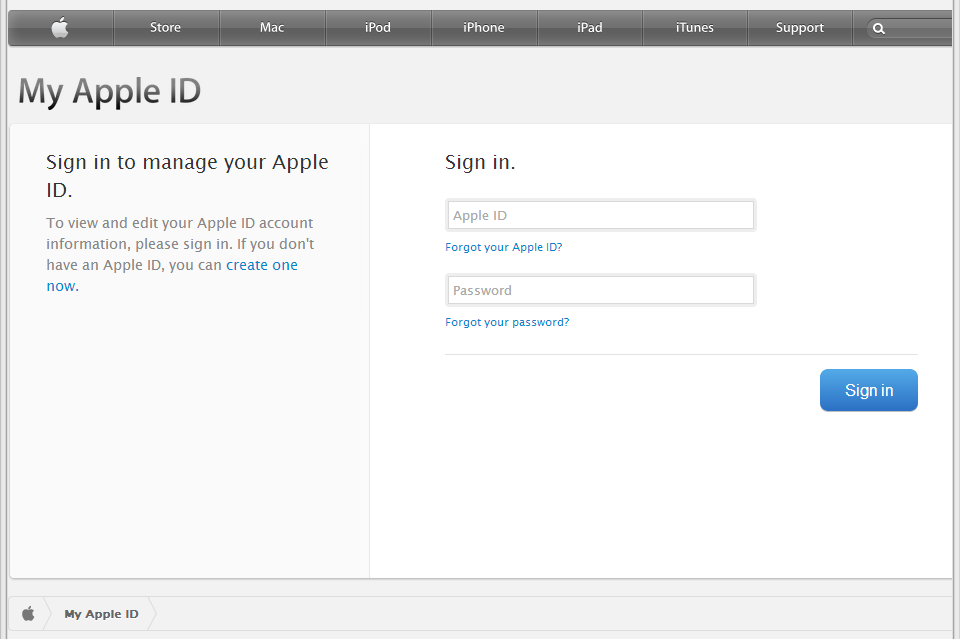 Store Mac iPod iPhone iPad iTunes Support
My Apple ID
Sign in to manage your Apple
ID.
To view and edit your Apple ID account
information, please sign in. If you don't
have an Apple ID, you can create one
now.
Sign in.
Apple ID
Forgot your Apple ID?
Password
Forgot your password?
Sign in
My Apple ID